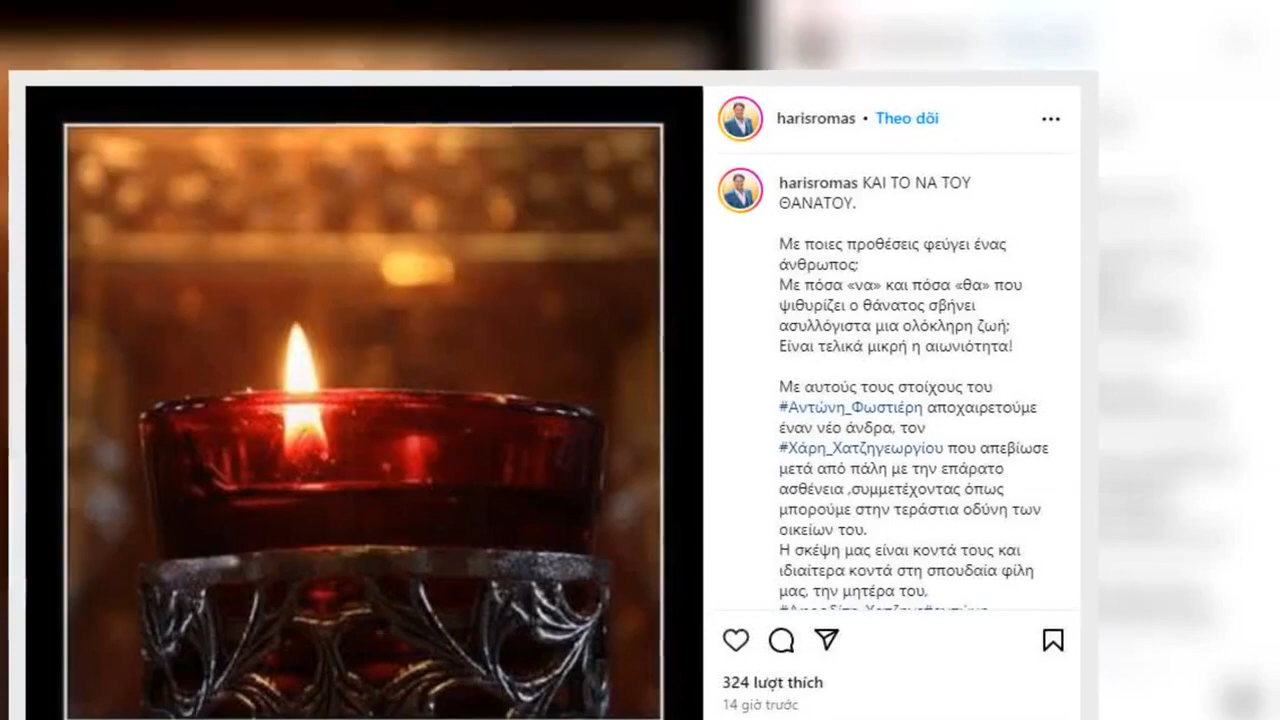 harisromas • Theo dõi
harisromas ΚΑΙ ΤΟ ΝΑ ΤΟΥ
ΘΑΝΑΤΟΥ.
Με ποιες προθέσεις φεύγει ένας
άνθρωπος;
Με πόσα «να» και πόσα «θα» που
ψιθυρίζει ο θάνατος σβήνει
ασυλλόγιστα μια ολόκληρη ζωή;
Είναι τελικά μικρή η αιωνιότητα!
Με αυτούς τους στοίχους του
#Αντώνη_Φωστιέρη αποχαιρετούμε
έναν νέο άνδρα, τον
#Χάρη_Χατζηγεωργίου που απεβίωσε
μετά από πάλη με την επάρατο
ασθένεια ,συμμετέχοντας όπως
μπορούμε στην τεράστια οδύνη των
οικείων του.
Η σκέψη μας είναι κοντά τους και
ιδιαίτερα κοντά στη σπουδαία φίλη
μας, την μητέρα του,
324 lượt thích
14 giờ trước